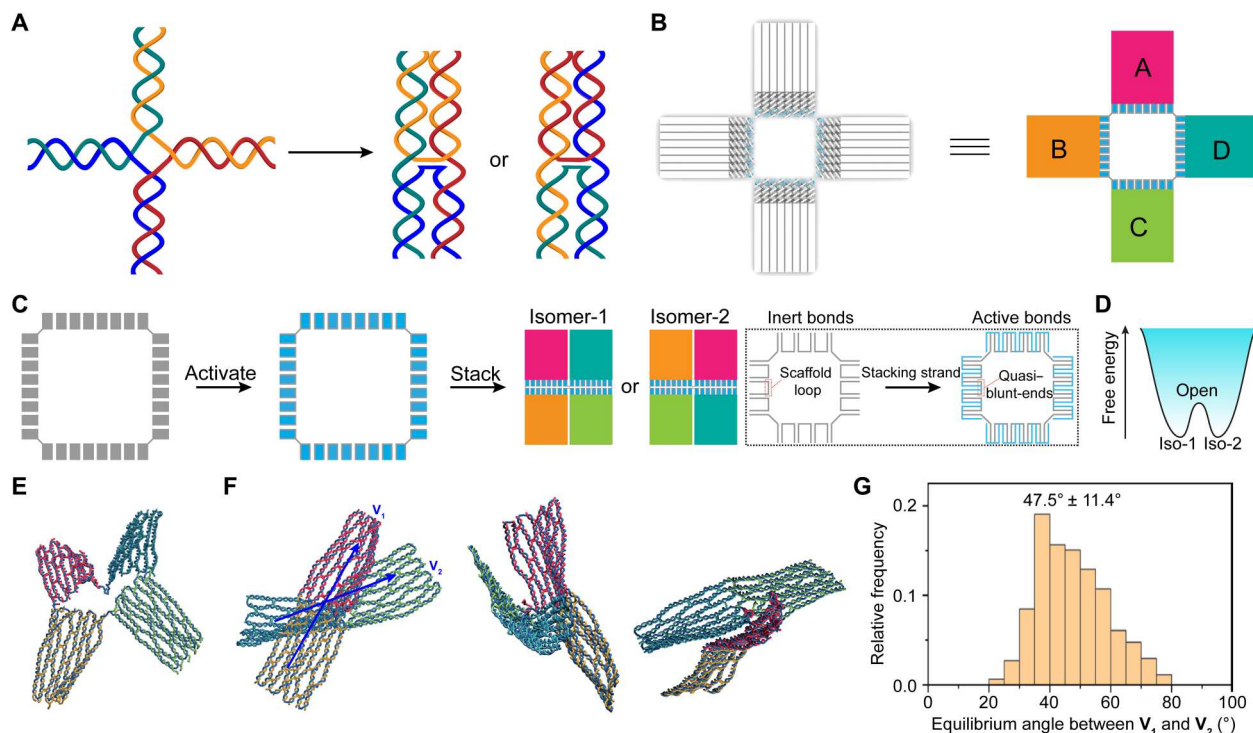 A
or
B
A
B
D
C
C
Activate
Stack
Isomer-1
or
Isomer-2
Inert bonds
Scaffold
loop
Stacking strand
Active bonds
Quasi–
blunt-ends
D
Free energy
Open
Iso-1
Iso-2
E
F
V1
V2
G
47.5° ± 11.4°
Relative frequency
0.2
0.1
0.0
0 20 40 60 80 100
Equilibrium angle between V1 and V2 (°)